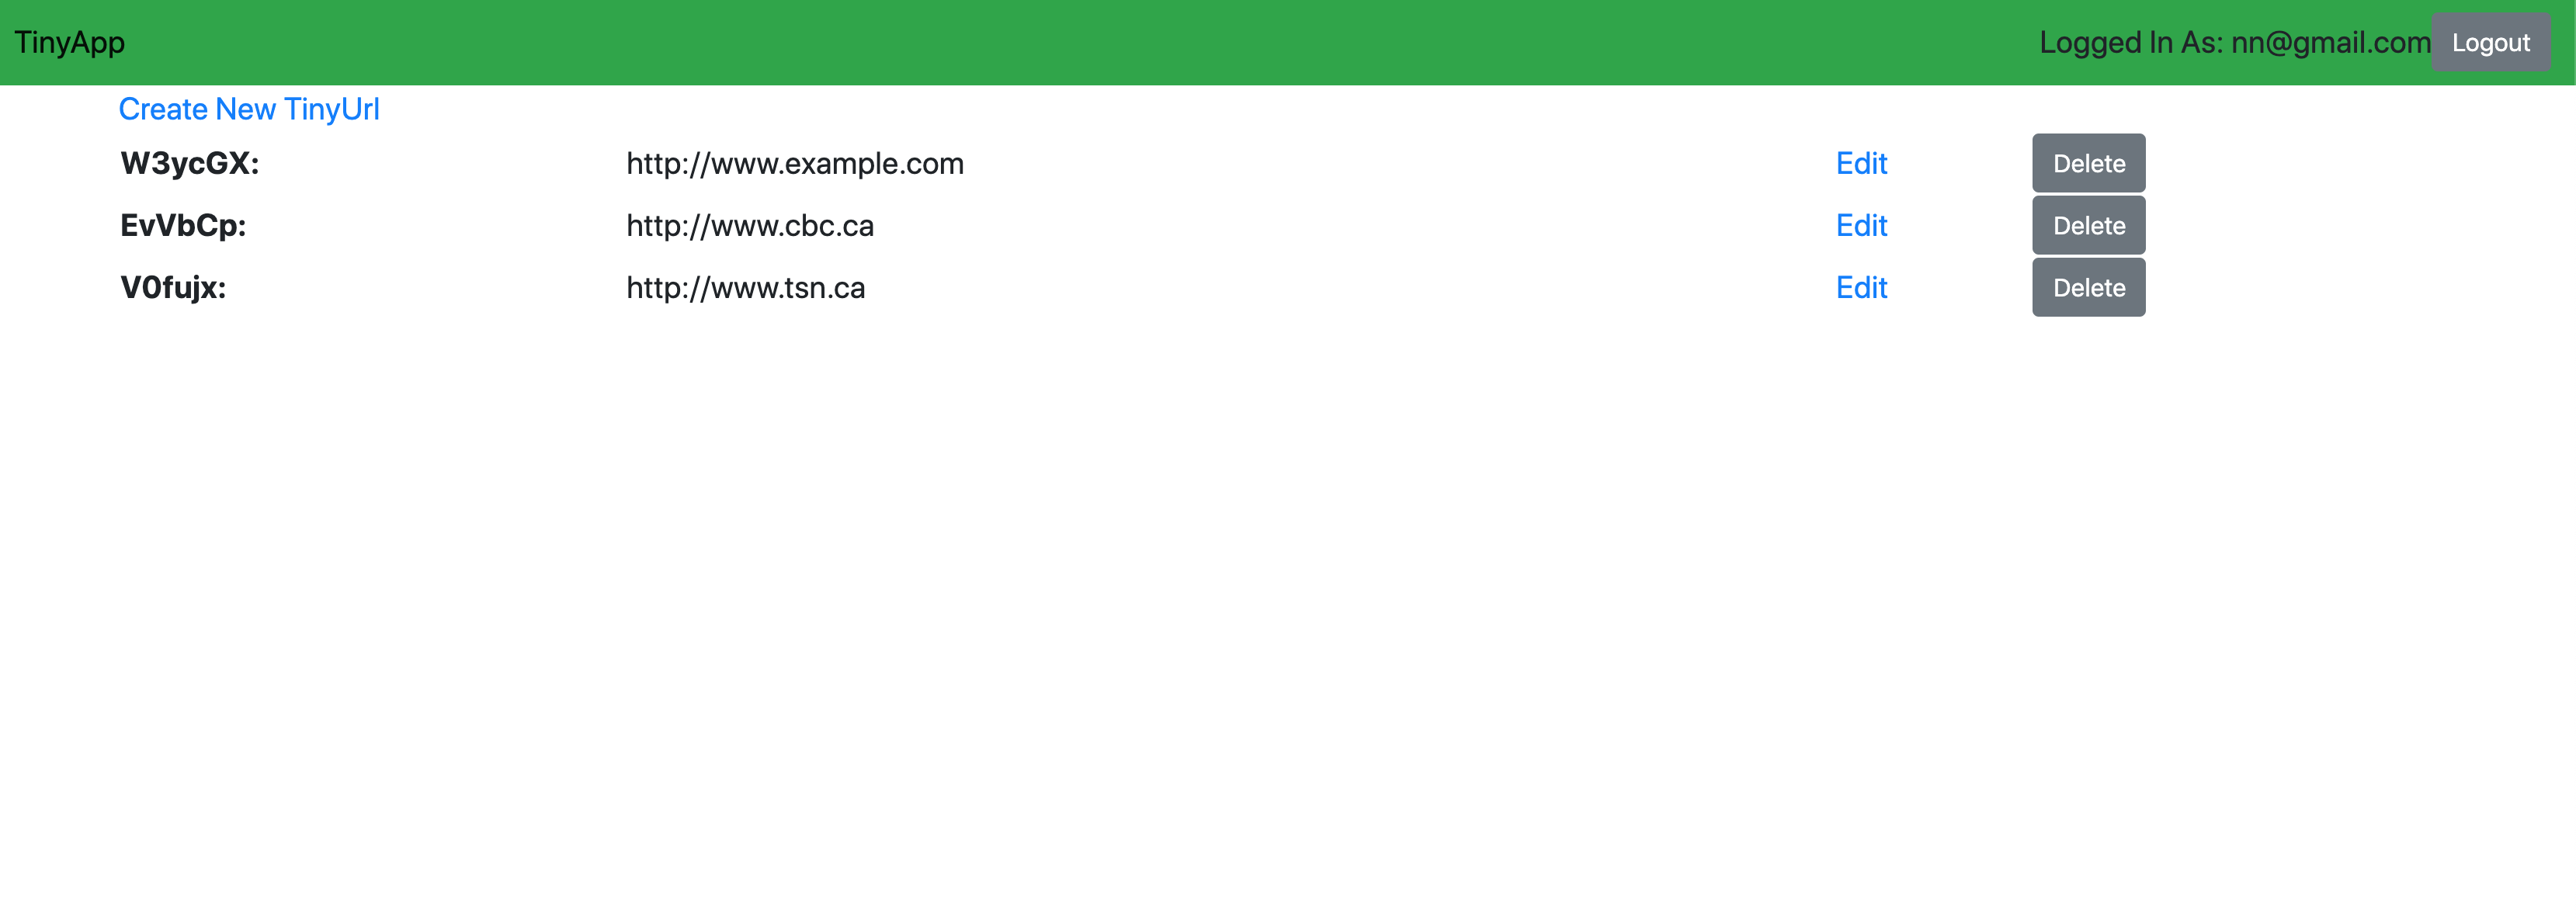 TinyApp Logged In As: nn@gmail.com Logout
Create New TinyUrl
W3ycGX: http://www.example.com Edit Delete
EvVbCp: http://www.cbc.ca Edit Delete
V0fujx: http://www.tsn.ca Edit Delete